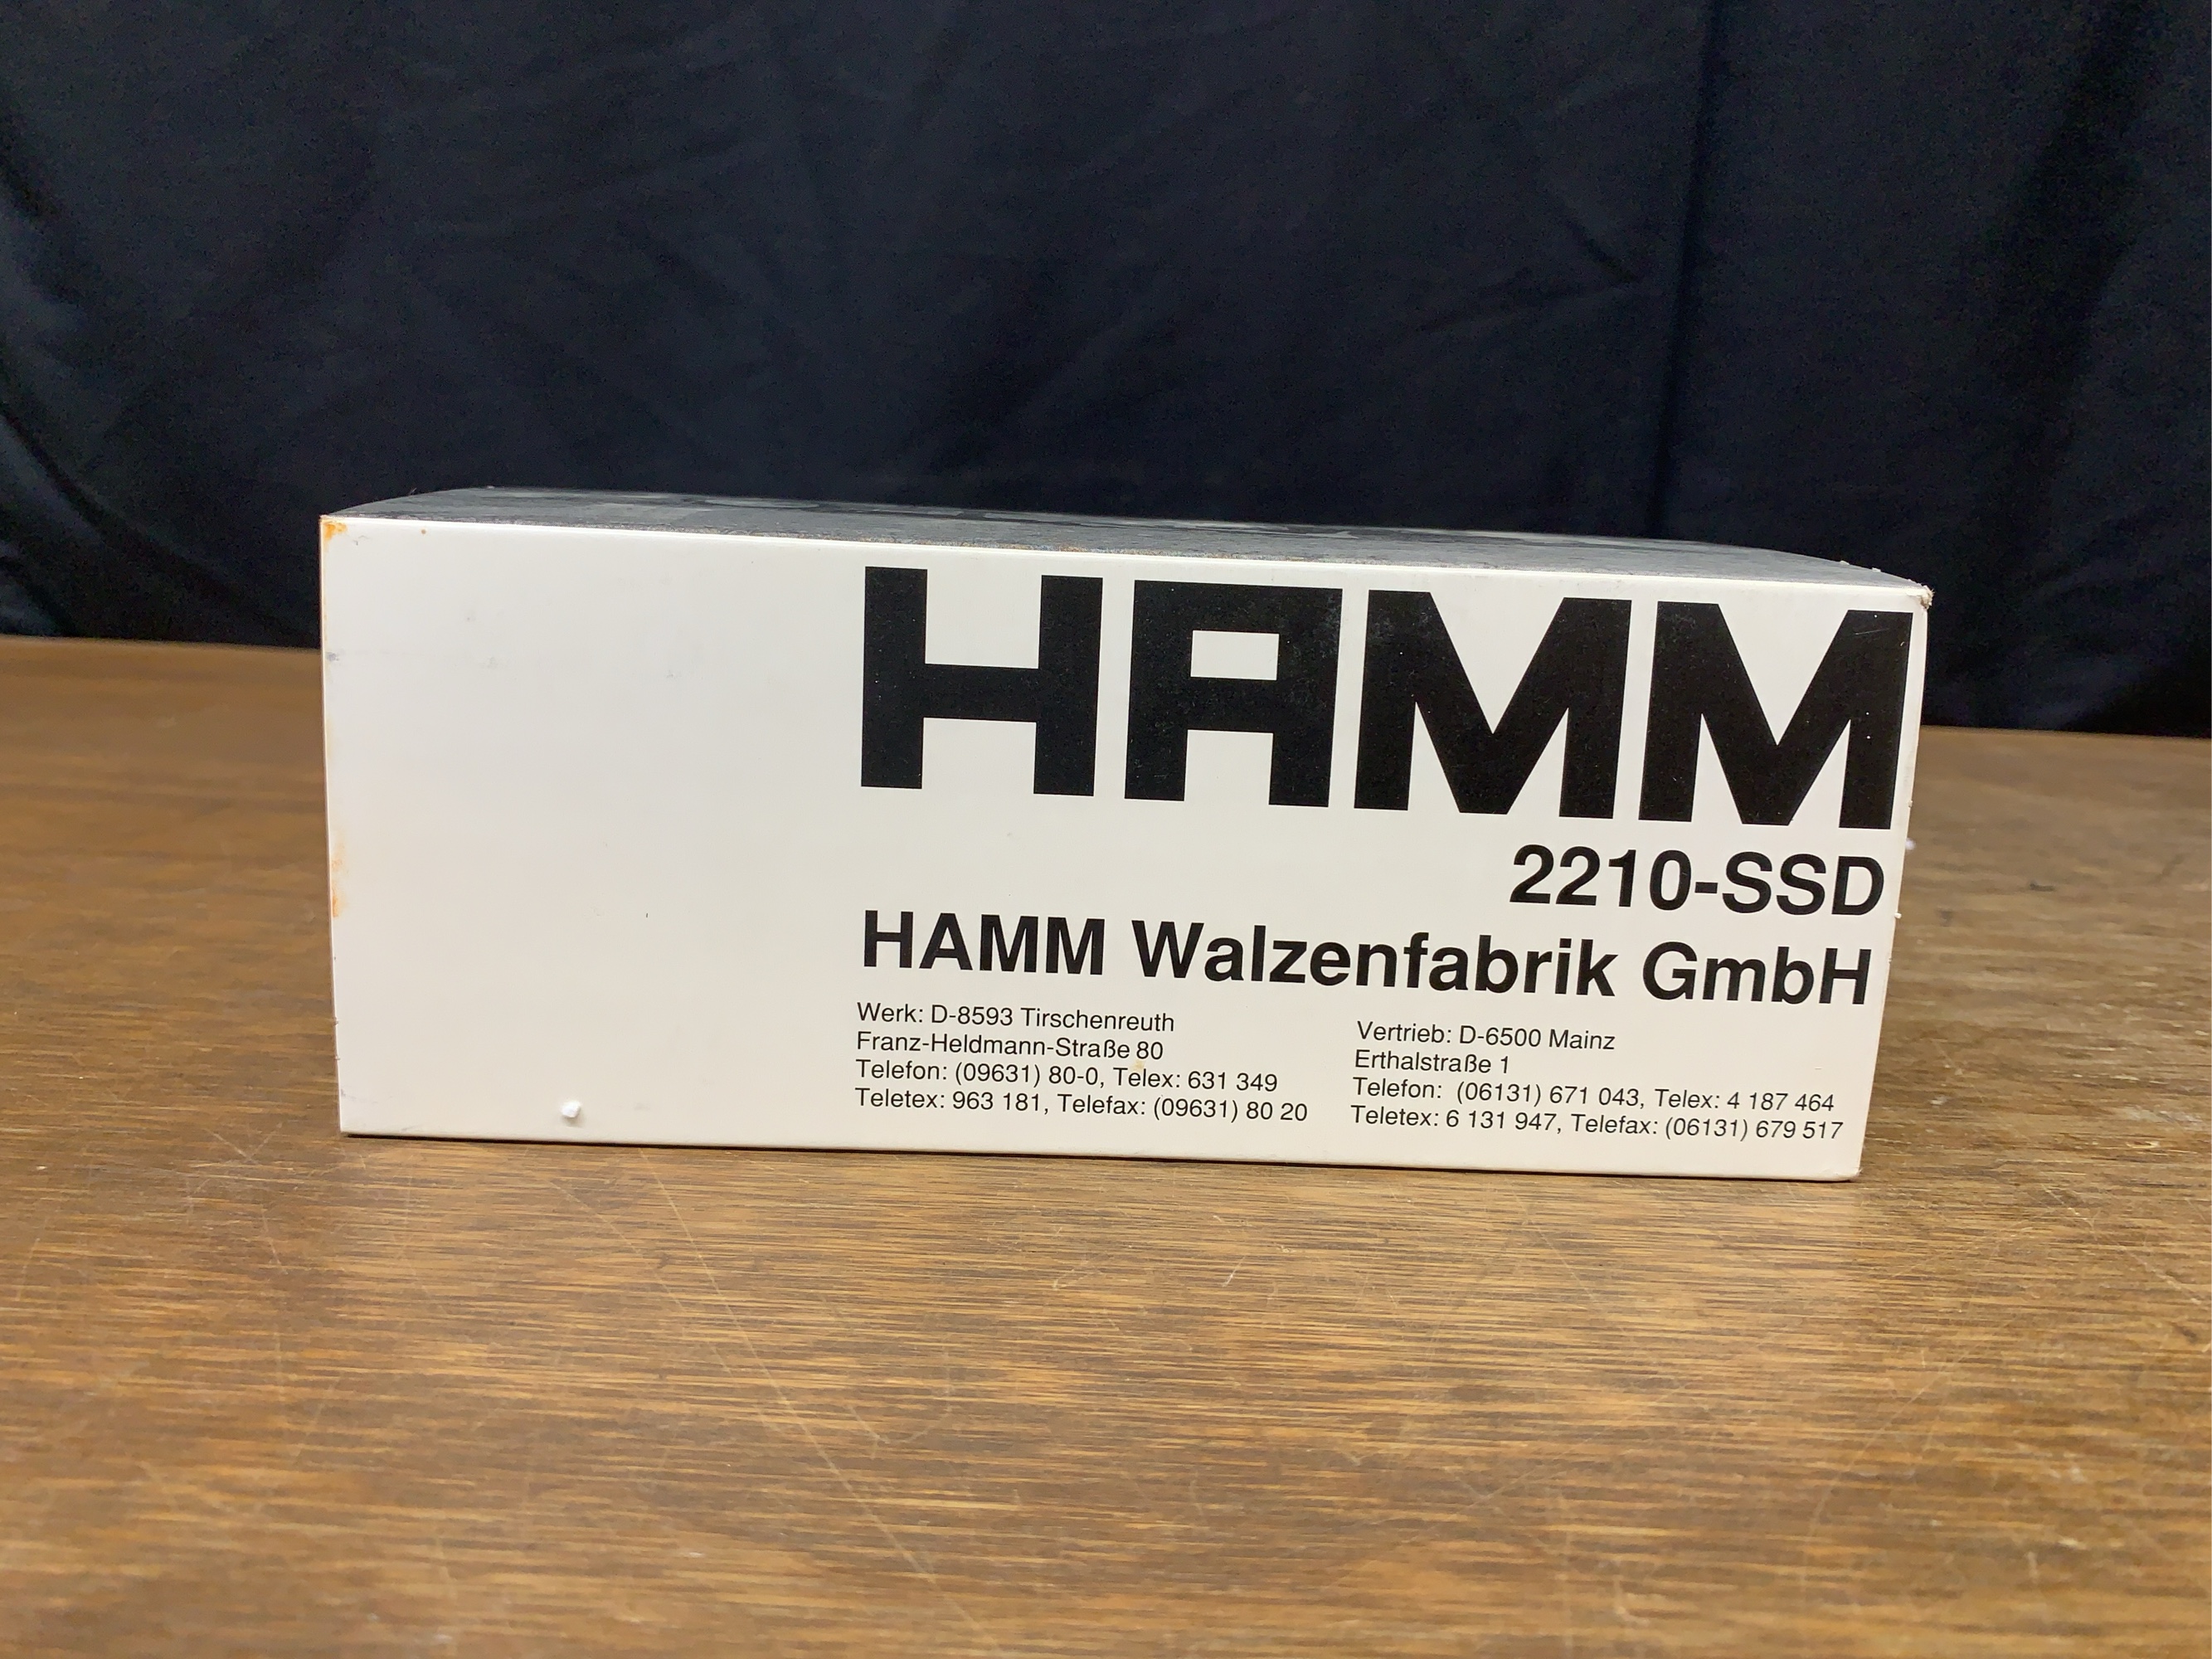 HAMM
2210-SSD
HAMM Walzenfabrik GmbH
Werk: D-8593 Tirschenreuth
Franz-Heldmann-Straße 80
Telefon: (09631) 80-0, Telex: 631 349
Teletex: 963 181, Telefax: (09631) 80 20
Vertrieb: D-6500 Mainz
Erthalstraße 1
Telefon: (06131) 671 043, Telex: 4 187 464
Teletex: 6 131 947, Telefax: (06131) 679 517